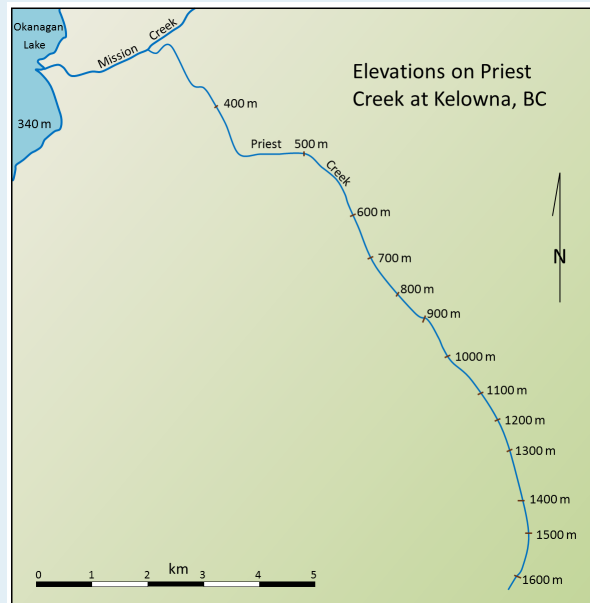 Okanagan
Lake
Mission Creek
Elevations on Priest
Creek at Kelowna, BC
400 m
340 m
Priest
500 m
Creek
600 m
N
700 m
800 m
900 m
1000 m
1100 m
1200 m
1300 m
1400 m
1500 m
km
0 1 2 3 4 5
1600 m